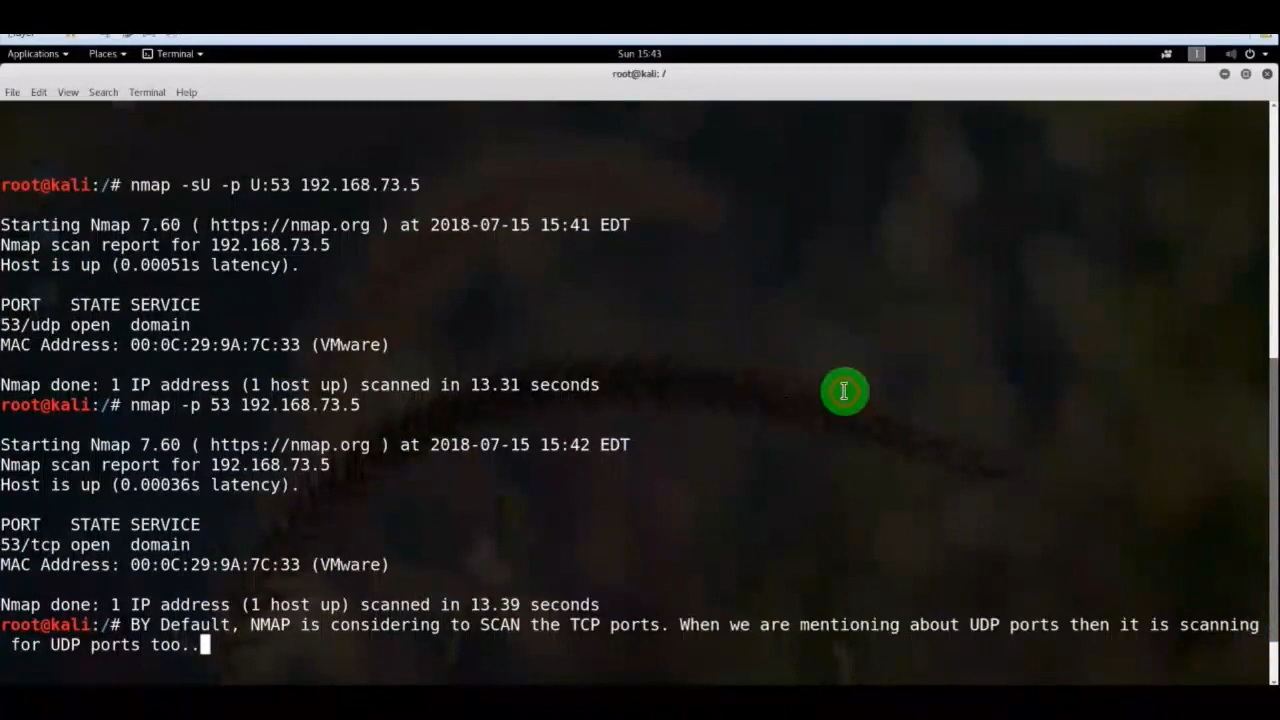 Applications Places Terminal Sun 15:43
root@kali: /
File Edit View Search Terminal Help
root@kali:/# nmap -sU -p U:53 192.168.73.5
Starting Nmap 7.60 ( https://nmap.org ) at 2018-07-15 15:41 EDT
Nmap scan report for 192.168.73.5
Host is up (0.00051s latency).
PORT   STATE SERVICE
53/udp open  domain
MAC Address: 00:0C:29:9A:7C:33 (VMware)
Nmap done: 1 IP address (1 host up) scanned in 13.31 seconds
root@kali:/# nmap -p 53 192.168.73.5
Starting Nmap 7.60 ( https://nmap.org ) at 2018-07-15 15:42 EDT
Nmap scan report for 192.168.73.5
Host is up (0.00036s latency).
PORT   STATE SERVICE
53/tcp open  domain
MAC Address: 00:0C:29:9A:7C:33 (VMware)
Nmap done: 1 IP address (1 host up) scanned in 13.39 seconds
root@kali:/# BY Default, NMAP is considering to SCAN the TCP ports. When we are mentioning about UDP ports then it is scanning
for UDP ports too..